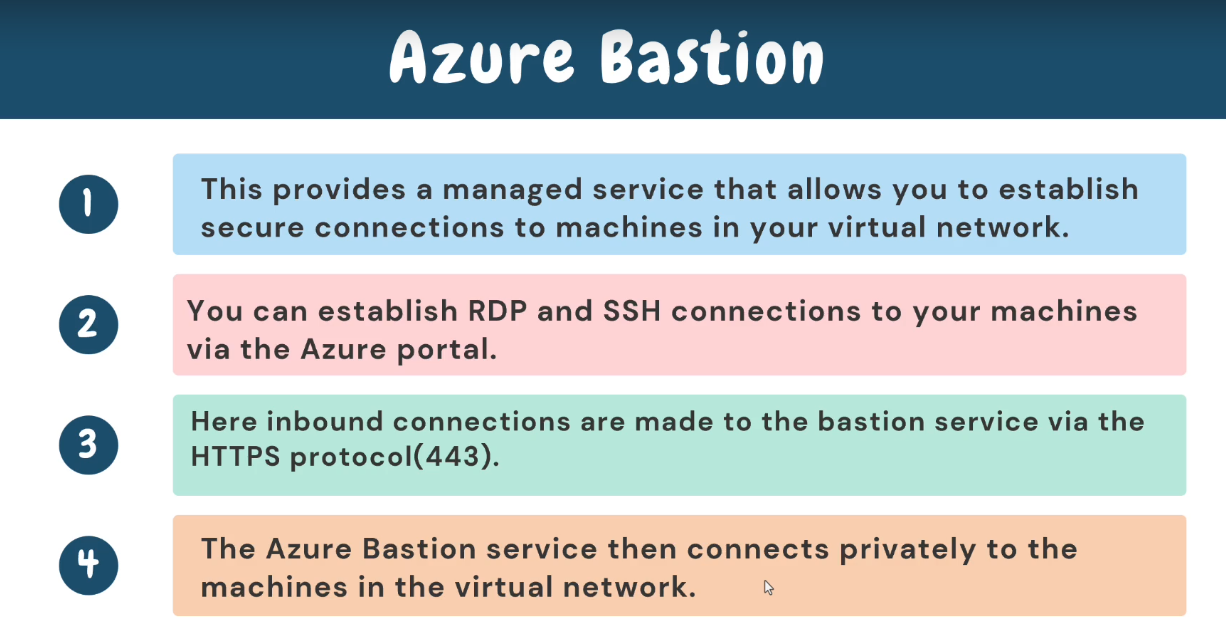 Azure Bastion
1
This provides a managed service that allows you to establish
secure connections to machines in your virtual network.
2
You can establish RDP and SSH connections to your machines
via the Azure portal.
3
Here inbound connections are made to the bastion service via the
HTTPS protocol(443).
4
The Azure Bastion service then connects privately to the
machines in the virtual network.